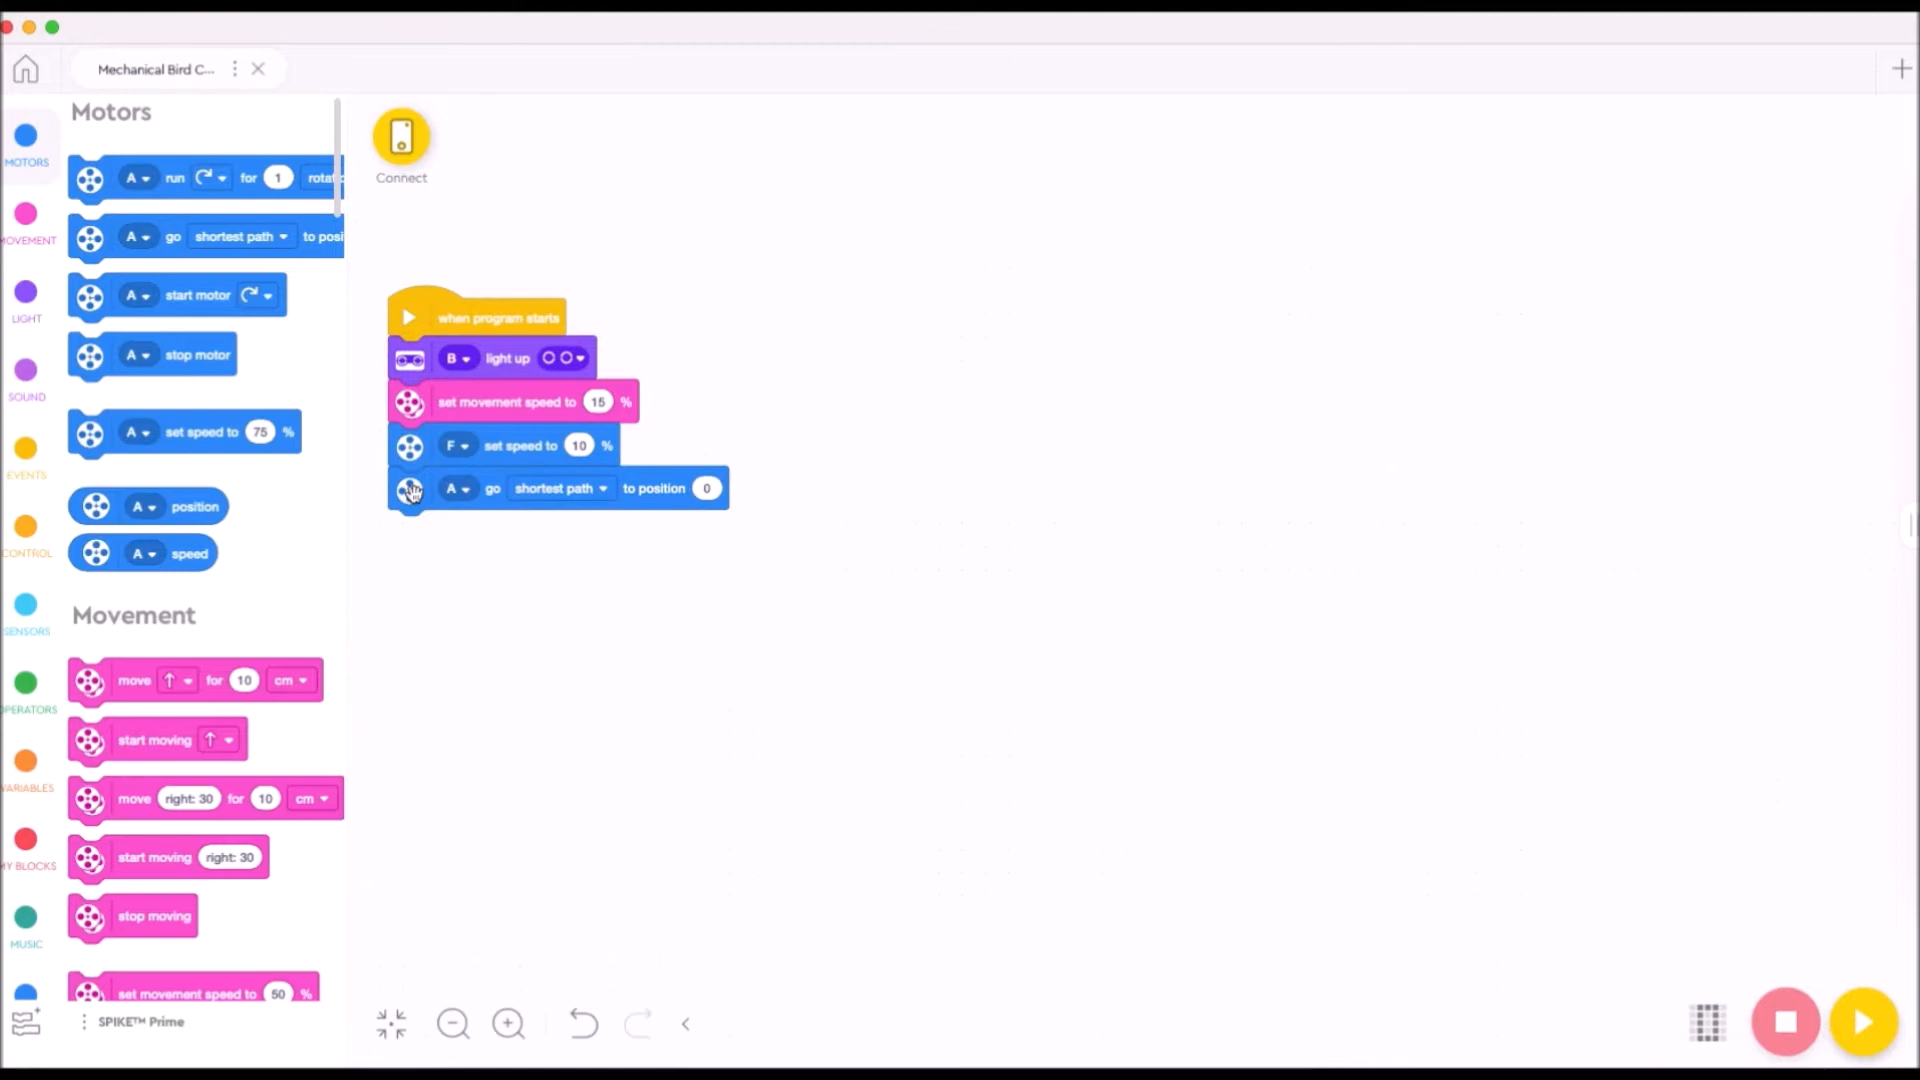 Mechanical Bird C...
Motors
MOTORS
A run for 1 rotat
Connect
MOVEMENT
A go shortest path to posi
A start motor
LIGHT
when program starts
A stop motor
B light up
SOUND
set movement speed to 15 %
A set speed to 75 %
F set speed to 10 %
EVENTS
A go shortest path to position 0
A position
CONTROL
A speed
SENSORS
Movement
move for 10 cm
OPERATORS
start moving
VARIABLES
move right: 30 for 10 cm
MY BLOCKS
start moving right: 30
stop moving
MUSIC
set movement speed to 50 %
SPIKE™ Prime